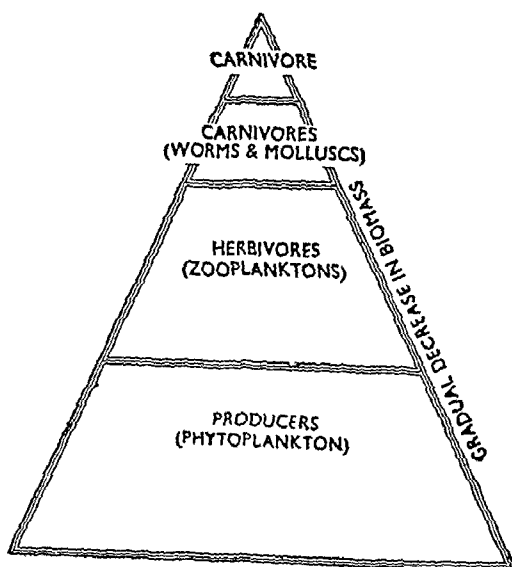 CARNIVORE
CARNIVORES
(WORMS & MOLLUSCS)
HERBIVORES
(ZOOPLANKTONS)
GRADUAL DECREASE IN BIOMASS
PRODUCERS
(PHYTOPLANKTON)